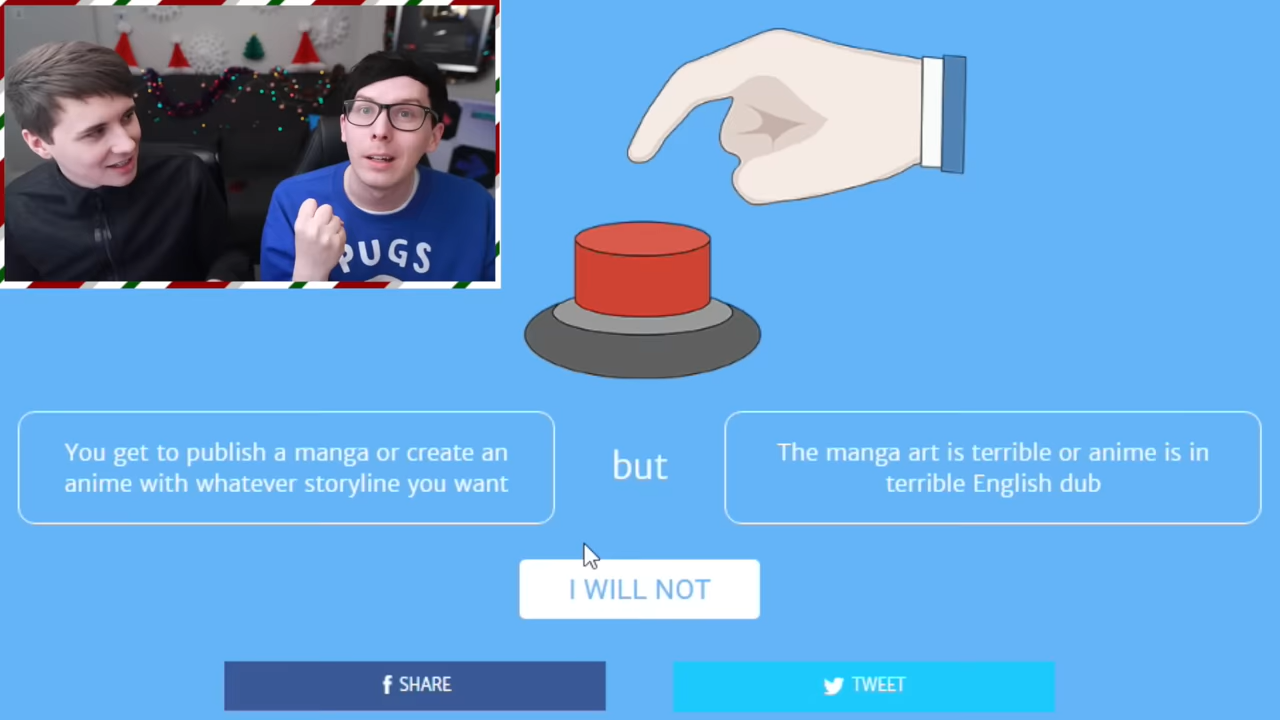 PUGS
You get to publish a manga or create an
anime with whatever storyline you want
but
The manga art is terrible or anime is in
terrible English dub
I WILL NOT
f SHARE
TWEET